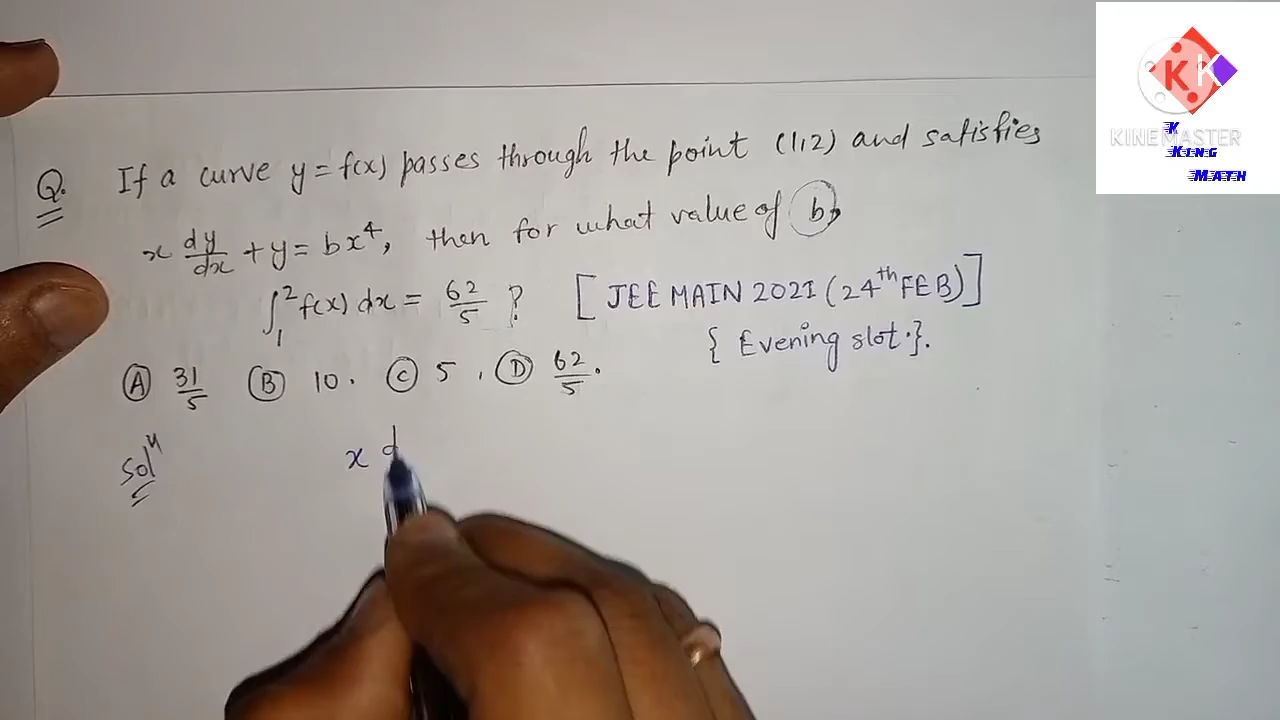 Q. If a curve y = f(x) passes through the point (1,2) and satisfies
x dy/dx + y = bx⁴, then for what value of b,
∫₁² f(x) dx = 62/5 ? [JEE MAIN 2021 (24th FEB)]
{ Evening slot.}.
(A) 31/5 (B) 10. (C) 5 , (D) 62/5.
Solⁿ x d
K K
KINEMASTER
K
KING
MATH